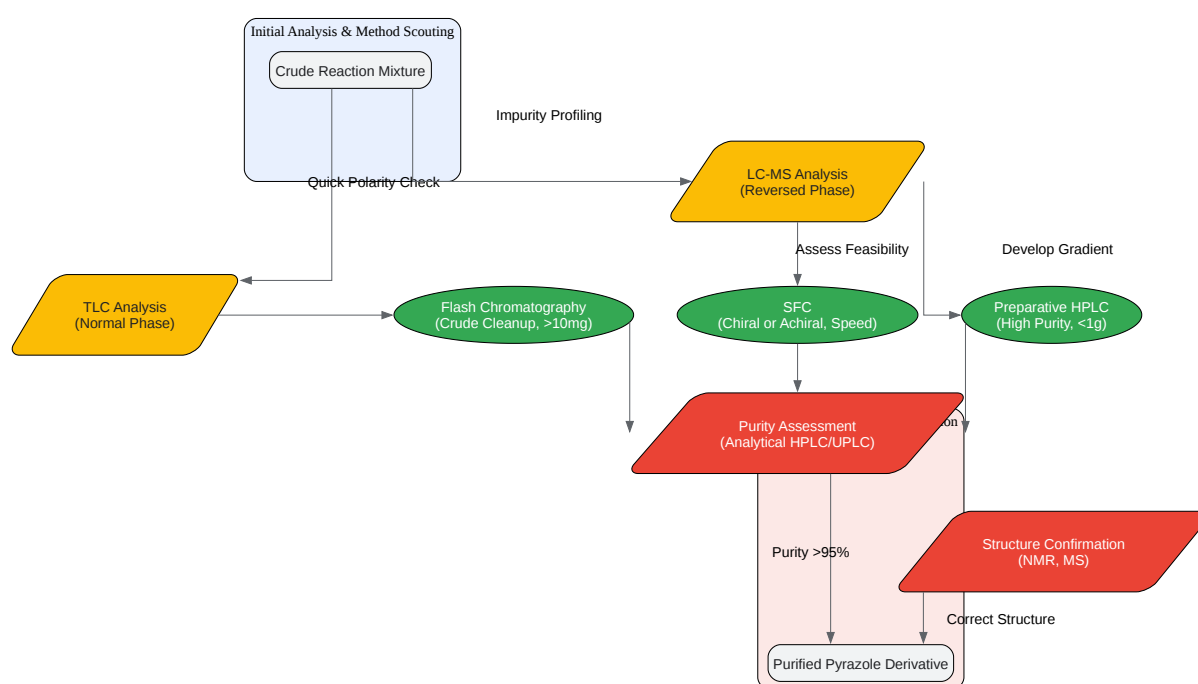 Initial Analysis & Method Scouting
Crude Reaction Mixture
Impurity Profiling
Quick Polarity Check
LC-MS Analysis
(Reversed Phase)
Assess Feasibility
Develop Gradient
TLC Analysis
(Normal Phase)
Flash Chromatography
(Crude Cleanup, >10mg)
SFC
(Chiral or Achiral, Speed)
Preparative HPLC
(High Purity, <1g)
Purity Assessment
(Analytical HPLC/UPLC)
Structure Confirmation
(NMR, MS)
Purity >95%
Correct Structure
Purified Pyrazole Derivative